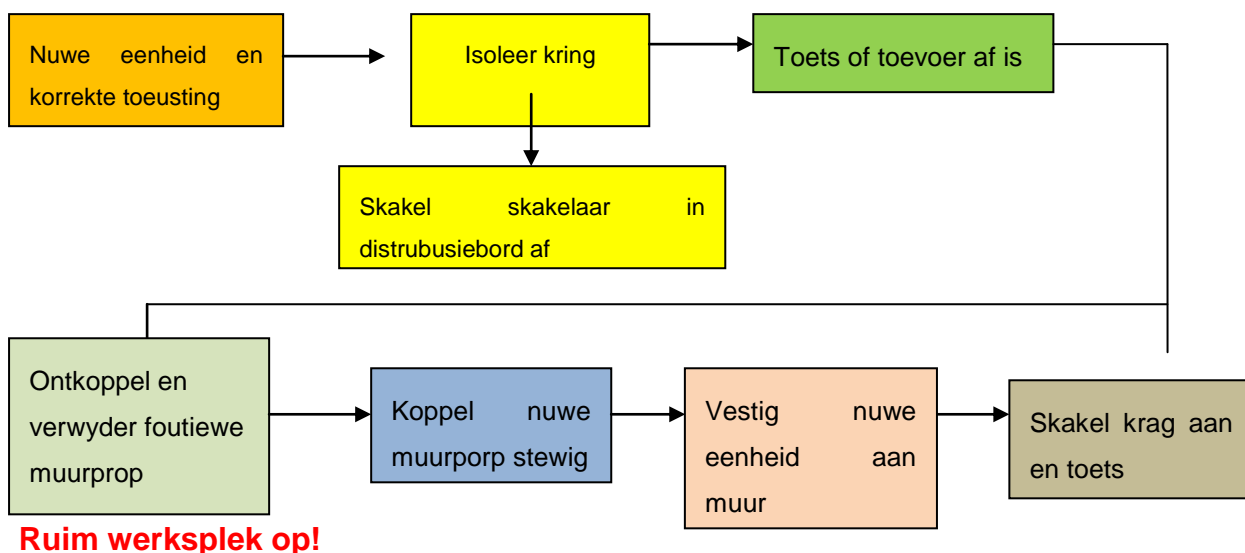 Nuwe eenheid en
korrekte toeusting
Isoleer kring
Toets of toevoer af is
Skakel skakelaar in
distrubusiebord af
Ontkoppel en
verwyder foutiewe
muurprop
Koppel nuwe
muurporp stewig
Vestig nuwe
eenheid aan
muur
Skakel krag aan
en toets
Ruim werksplek op!